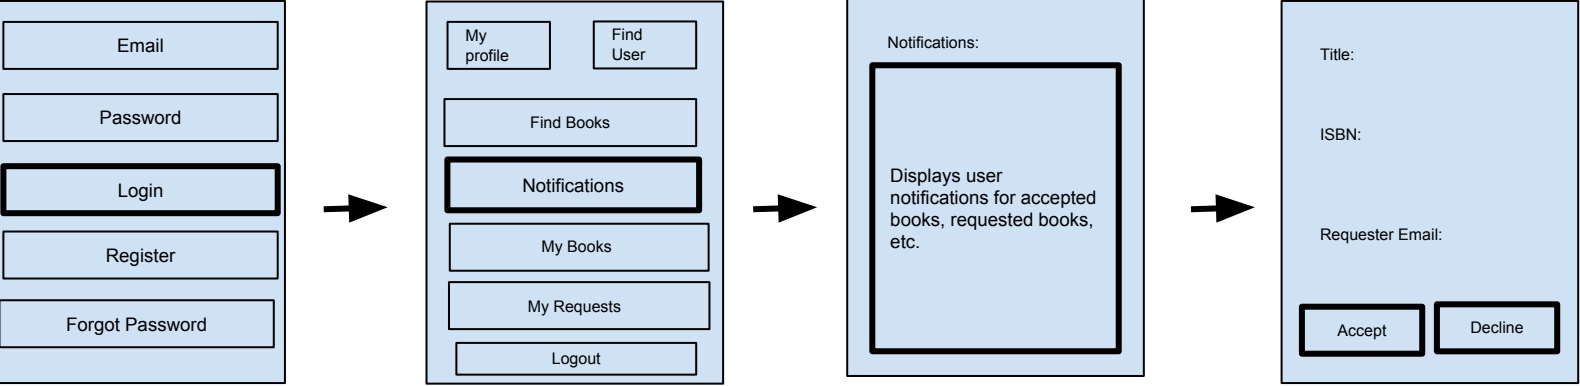 Email
Password
Login
Register
Forgot Password
My
profile
Find
User
Find Books
Notifications
My Books
My Requests
Logout
Notifications:
Displays user
notifications for accepted
books, requested books,
etc.
Title:
ISBN:
Requester Email:
Accept
Decline